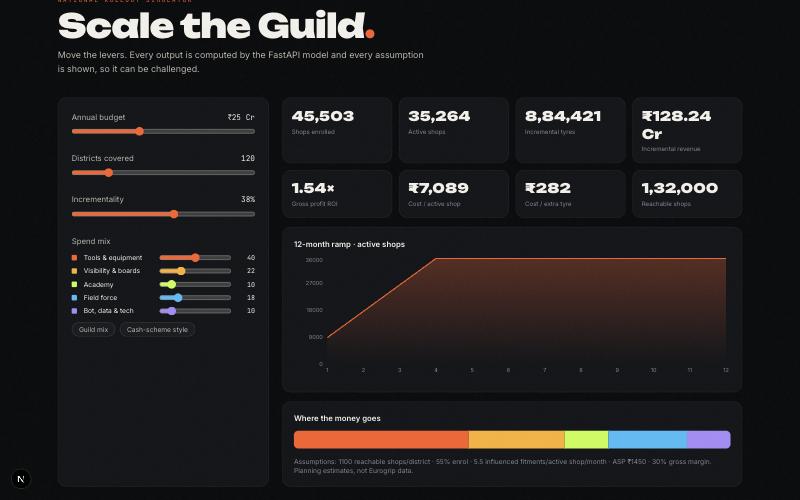 NATIONAL ROLLOUT SIMULATOR
Scale the Guild.
Move the levers. Every output is computed by the FastAPI model and every assumption
is shown, so it can be challenged.
Annual budget ₹25 Cr
Districts covered 120
Incrementality 38%
Spend mix
Tools & equipment 40
Visibility & boards 22
Academy 10
Field force 18
Bot, data & tech 10
Guild mix Cash-scheme style
45,503
Shops enrolled
35,264
Active shops
8,84,421
Incremental tyres
₹128.24
Cr
Incremental revenue
1.54×
Gross profit ROI
₹7,089
Cost / active shop
₹282
Cost / extra tyre
1,32,000
Reachable shops
12-month ramp · active shops
36000
27000
18000
9000
0
1 2 3 4 5 6 7 8 9 10 11 12
Where the money goes
Assumptions: 1100 reachable shops/district · 55% enrol · 5.5 influenced fitments/active shop/month · ASP ₹1450 · 30% gross margin.
Planning estimates, not Eurogrip data.
N